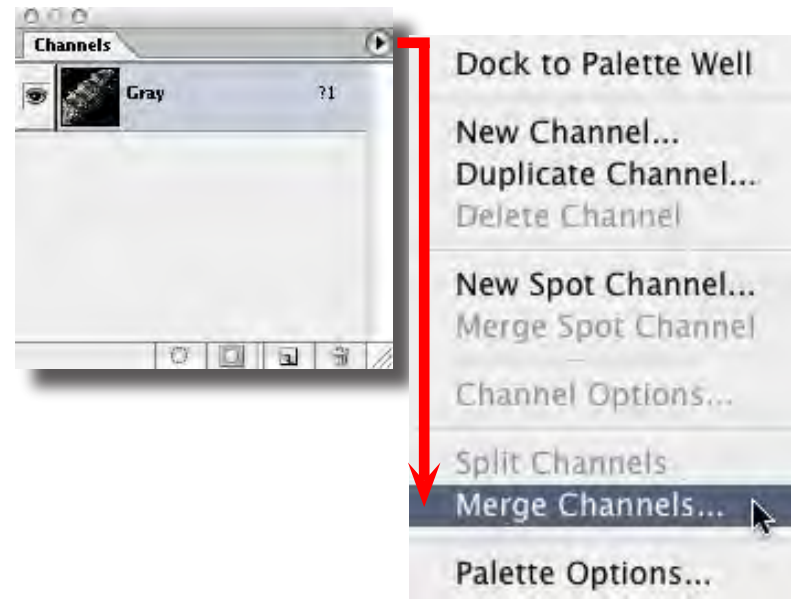 Channels
Gray ?1
Dock to Palette Well
New Channel...
Duplicate Channel...
Delete Channel
New Spot Channel...
Merge Spot Channel
Channel Options...
Split Channels
Merge Channels...
Palette Options...